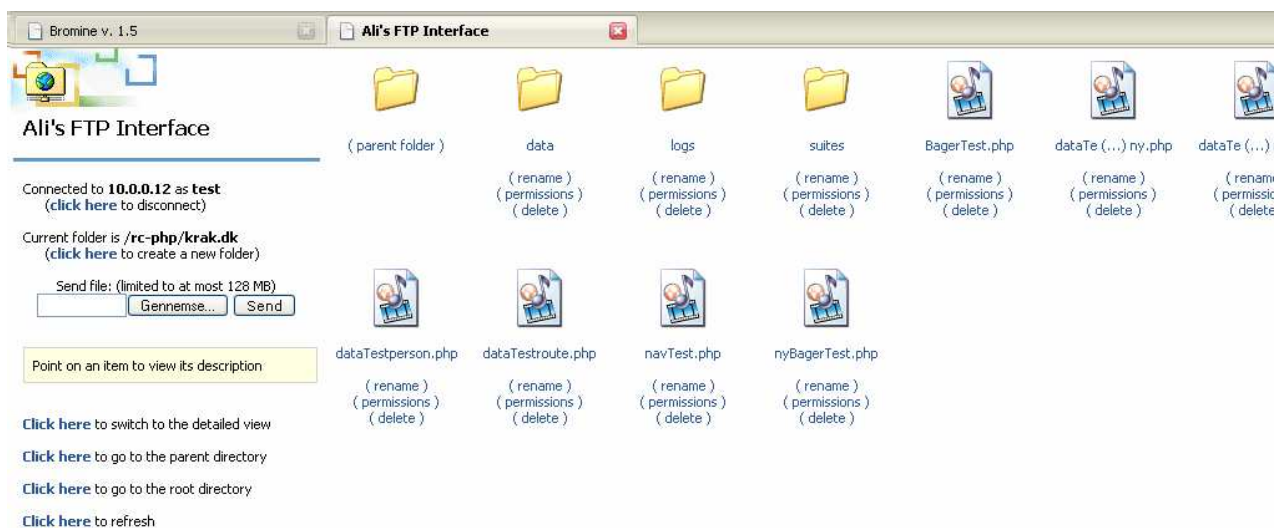 Bromine v. 1.5
Ali's FTP Interface
Ali's FTP Interface
Connected to 10.0.0.12 as test
(click here to disconnect)
Current folder is /rc-php/krak.dk
(click here to create a new folder)
Send file: (limited to at most 128 MB)
Gennemse... Send
Point on an item to view its description
Click here to switch to the detailed view
Click here to go to the parent directory
Click here to go to the root directory
Click here to refresh
( parent folder ) data logs suites BagerTest.php dataTe (...) ny.php dataTe (...)
( rename ) ( rename ) ( rename ) ( rename ) ( rename ) ( renam
( permissions ) ( permissions ) ( permissions ) ( permissions ) ( permissions ) ( permissio
( delete ) ( delete ) ( delete ) ( delete ) ( delete ) ( delete
dataTestperson.php dataTestroute.php navTest.php nyBagerTest.php
( rename ) ( rename ) ( rename ) ( rename )
( permissions ) ( permissions ) ( permissions ) ( permissions )
( delete ) ( delete ) ( delete ) ( delete )